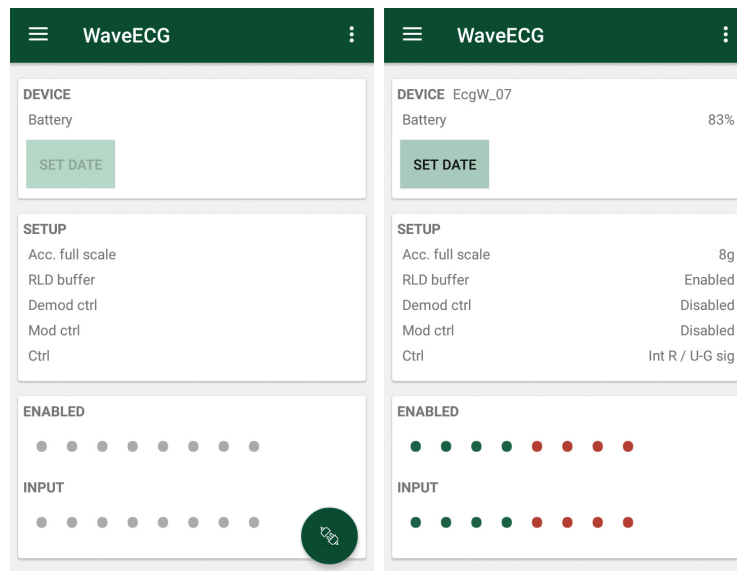 WaveECG
DEVICE
Battery
SET DATE
SETUP
Acc. full scale
RLD buffer
Demod ctrl
Mod ctrl
Ctrl
ENABLED
INPUT
WaveECG
DEVICE EcgW_07
Battery 83%
SET DATE
SETUP
Acc. full scale 8g
RLD buffer Enabled
Demod ctrl Disabled
Mod ctrl Disabled
Ctrl Int R / U-G sig
ENABLED
INPUT